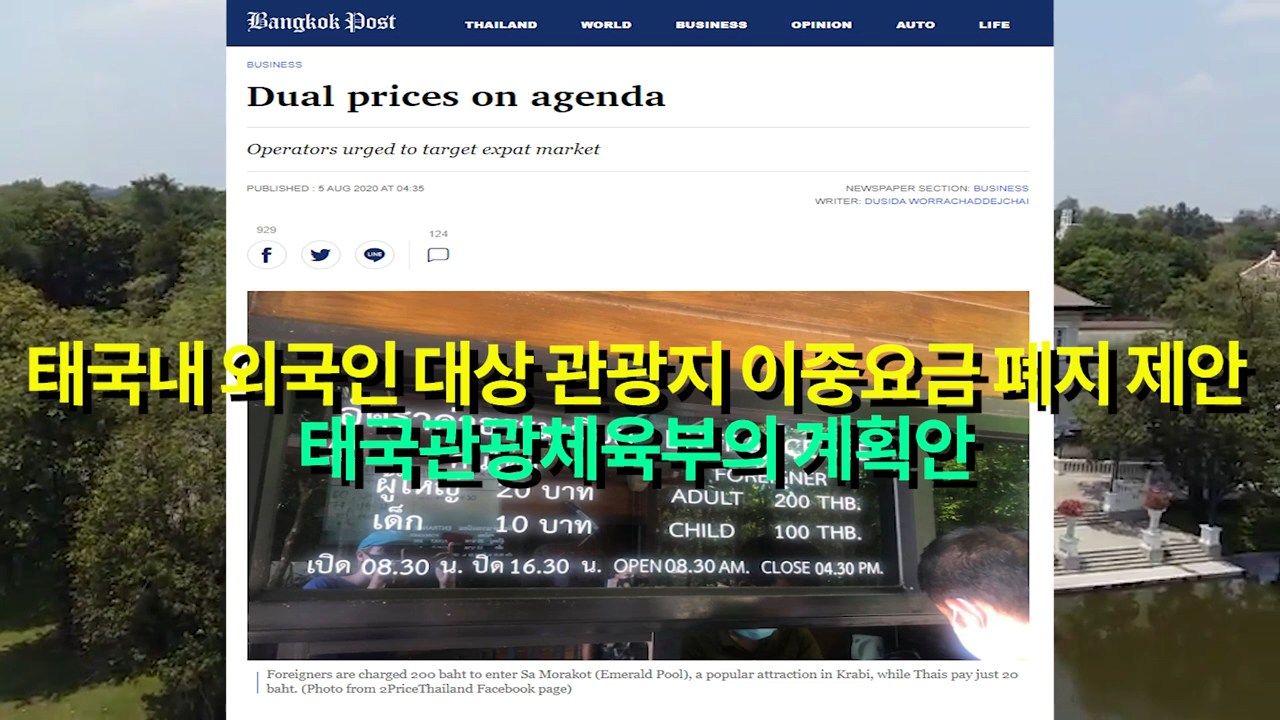 Bangkok Post THAILAND WORLD BUSINESS OPINION AUTO LIFE
BUSINESS
Dual prices on agenda
Operators urged to target expat market
PUBLISHED : 5 AUG 2020 AT 04:35
NEWSPAPER SECTION: BUSINESS
WRITER: DUSIDA WORRACHADDEJCHAI
929
124
LINE
태국내 외국인 대상 관광지 이중요금 폐지 제안
태국관광체육부의 계획안
FOREIGNER
ผู้ใหญ่ 20 บาท ADULT 200 THB.
เด็ก 10 บาท CHILD 100 THB.
เปิด 08.30 น. ปิด 16.30 น. OPEN 08.30 AM. CLOSE 04.30 PM.
Foreigners are charged 200 baht to enter Sa Morakot (Emerald Pool), a popular attraction in Krabi, while Thais pay just 20
baht. (Photo from 2PriceThailand Facebook page)